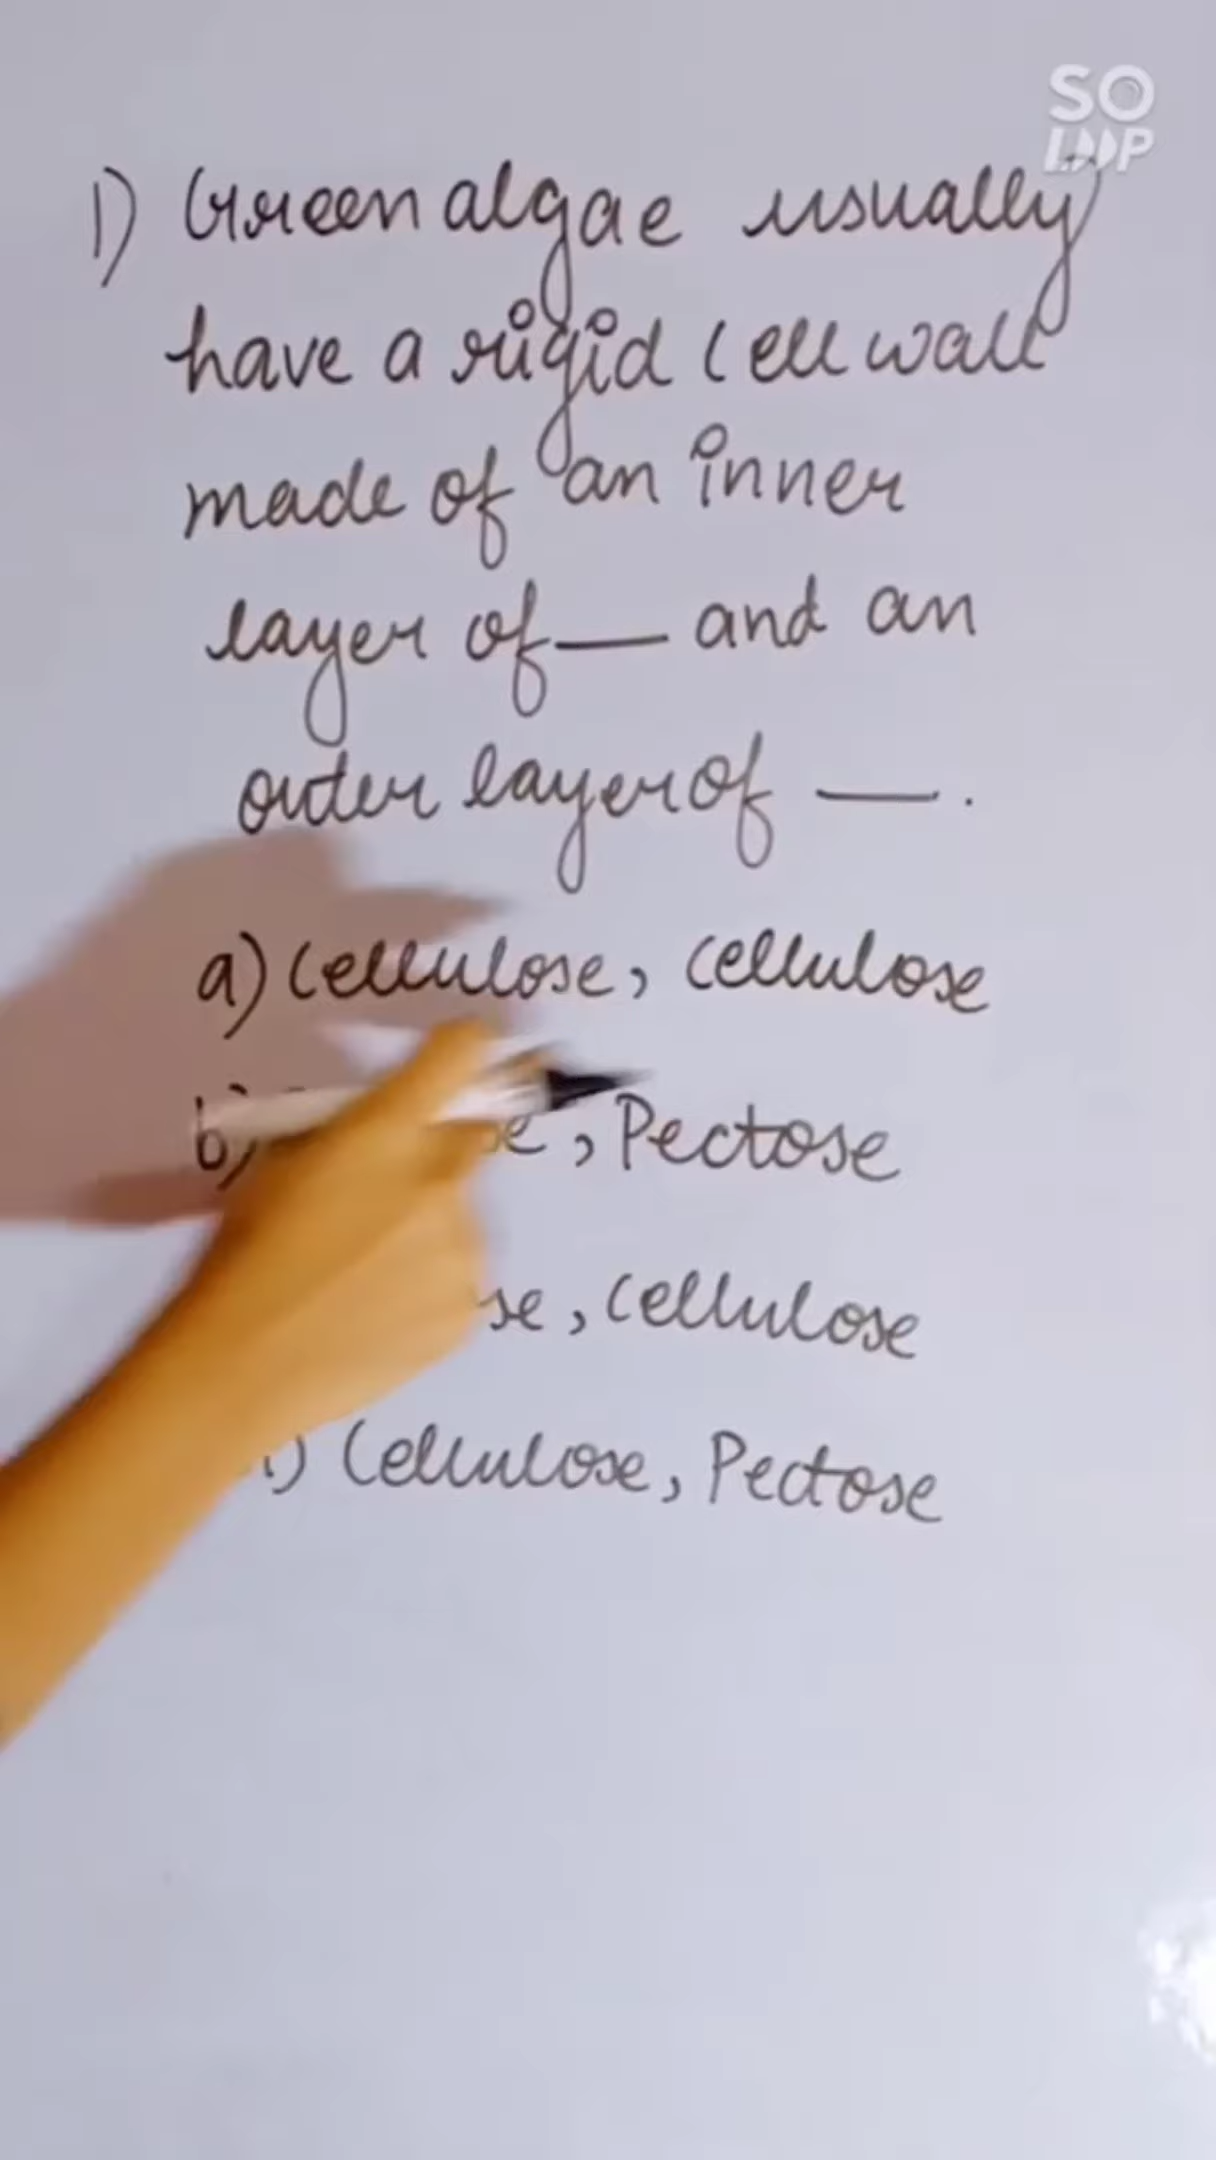 SO
LOOP
1) Green algae usually
have a rigid cell wall
made of an inner
layer of — and an
outer layer of — .
a) Cellulose, cellulose
b) , Pectose
, cellulose
Cellulose, Pectose